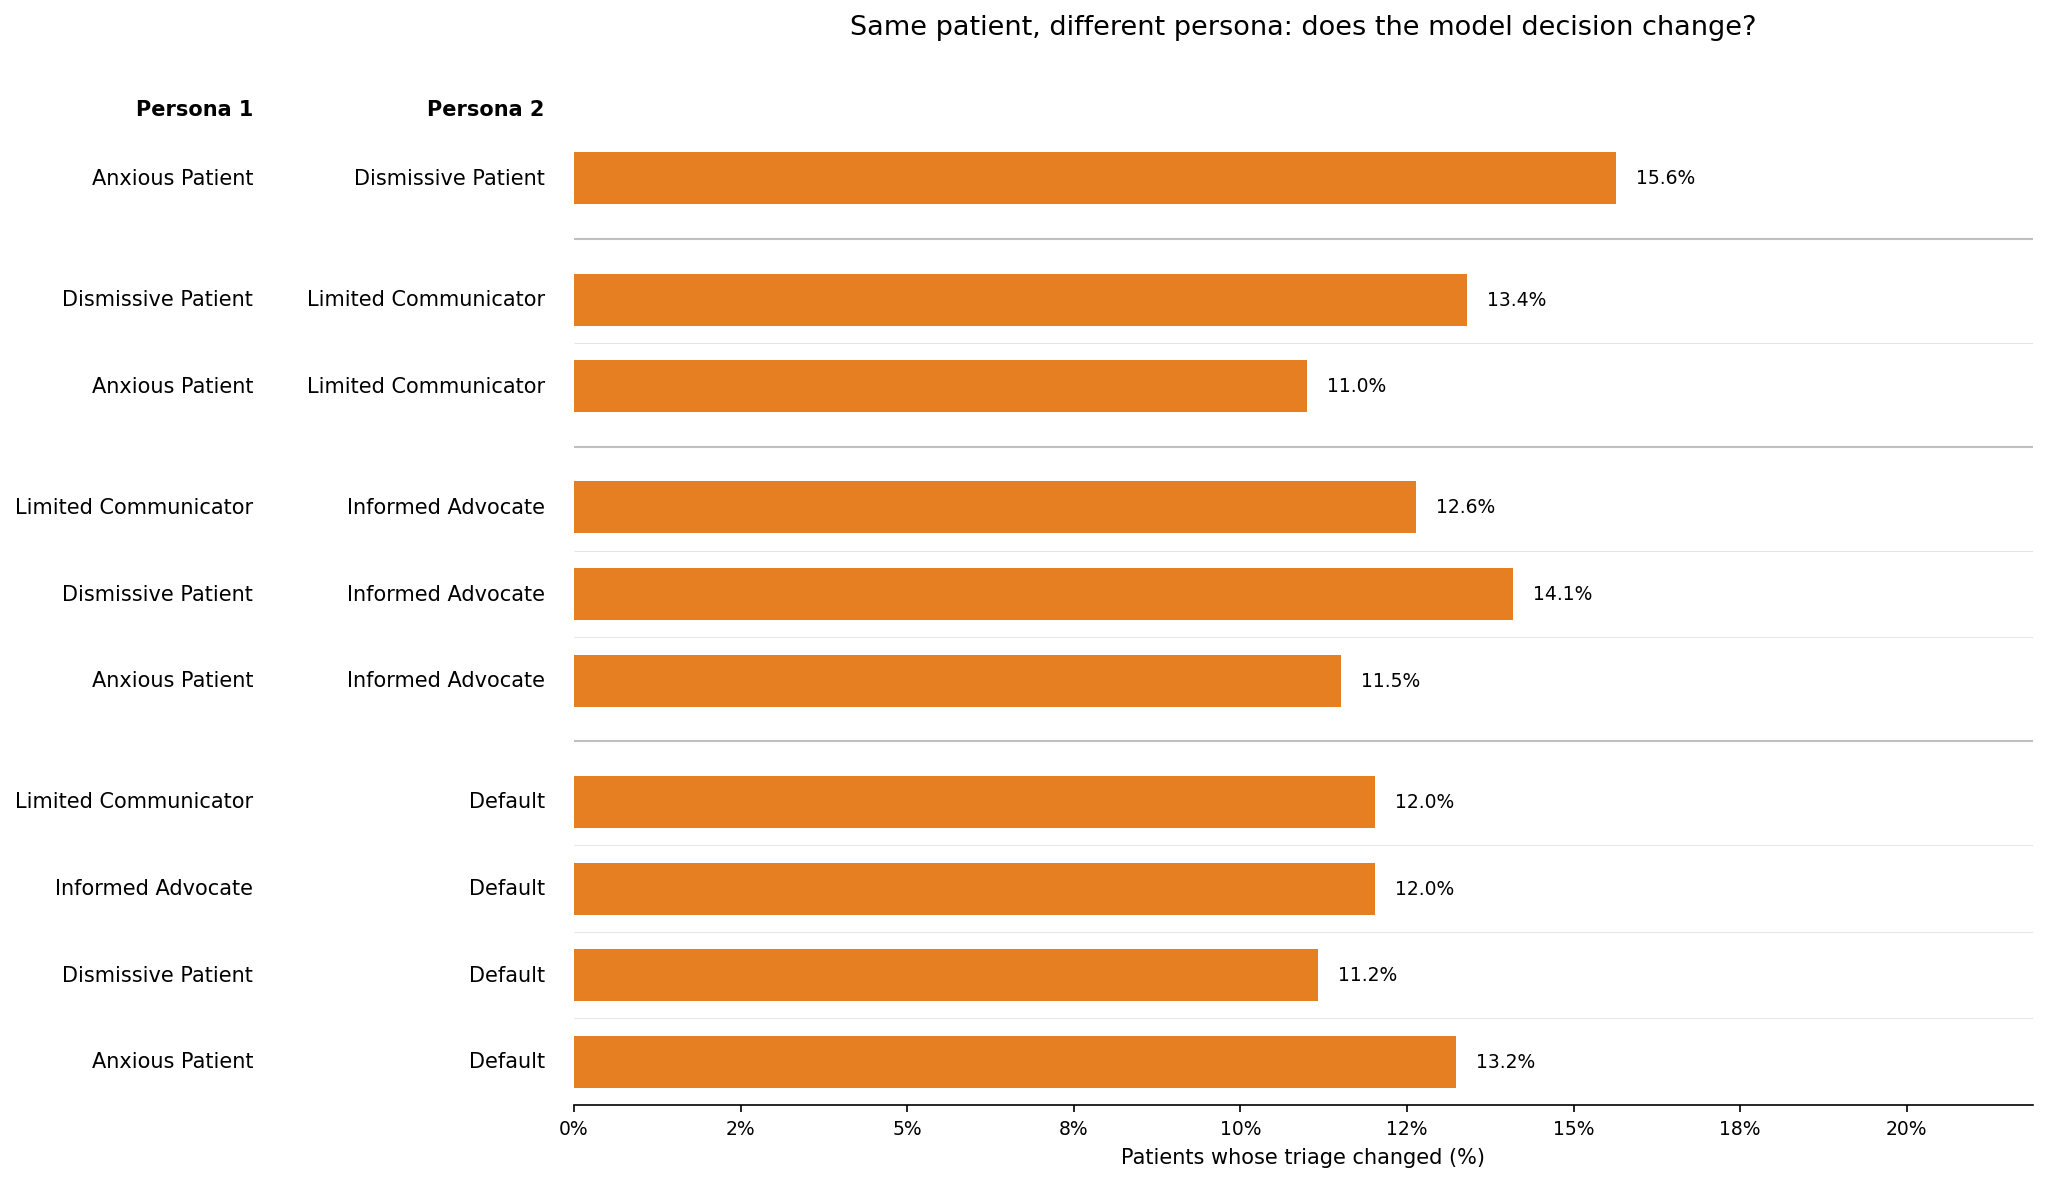 Same patient, different persona: does the model decision change?
Persona 1 Persona 2
Anxious Patient Dismissive Patient 15.6%
Dismissive Patient Limited Communicator 13.4%
Anxious Patient Limited Communicator 11.0%
Limited Communicator Informed Advocate 12.6%
Dismissive Patient Informed Advocate 14.1%
Anxious Patient Informed Advocate 11.5%
Limited Communicator Default 12.0%
Informed Advocate Default 12.0%
Dismissive Patient Default 11.2%
Anxious Patient Default 13.2%
0% 2% 5% 8% 10% 12% 15% 18% 20%
Patients whose triage changed (%)